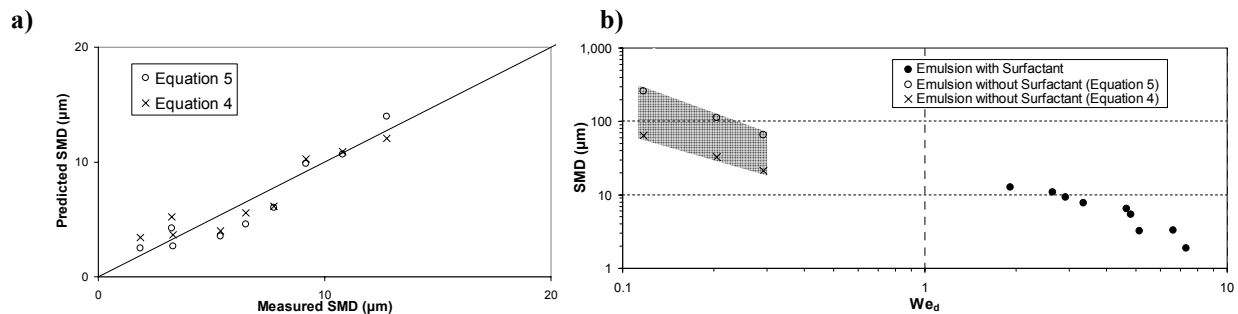 a)
20
10
0
0
10
20
Predicted SMD (µm)
Measured SMD (µm)
Equation 5
Equation 4
b)
1,000
100
10
1
0.1
1
10
SMD (µm)
We_d
Emulsion with Surfactant
Emulsion without Surfactant (Equation 5)
Emulsion without Surfactant (Equation 4)